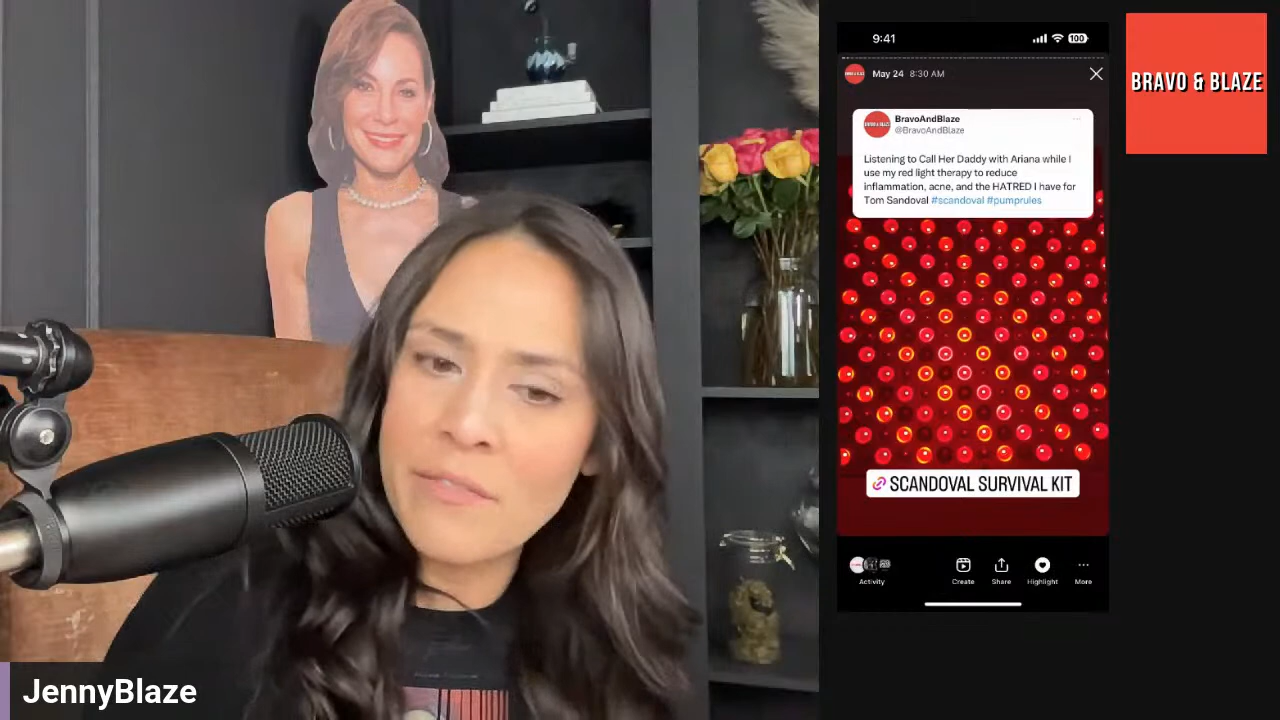 9:41
100
May 24 8:30 AM
BravoAndBlaze
@BravoAndBlaze
Listening to Call Her Daddy with Ariana while I
use my red light therapy to reduce
inflammation, acne, and the HATRED I have for
Tom Sandoval #scandoval #pumprules
SCANDOVAL SURVIVAL KIT
Activity
Create
Share
Highlight
More
BRAVO & BLAZE
JennyBlaze